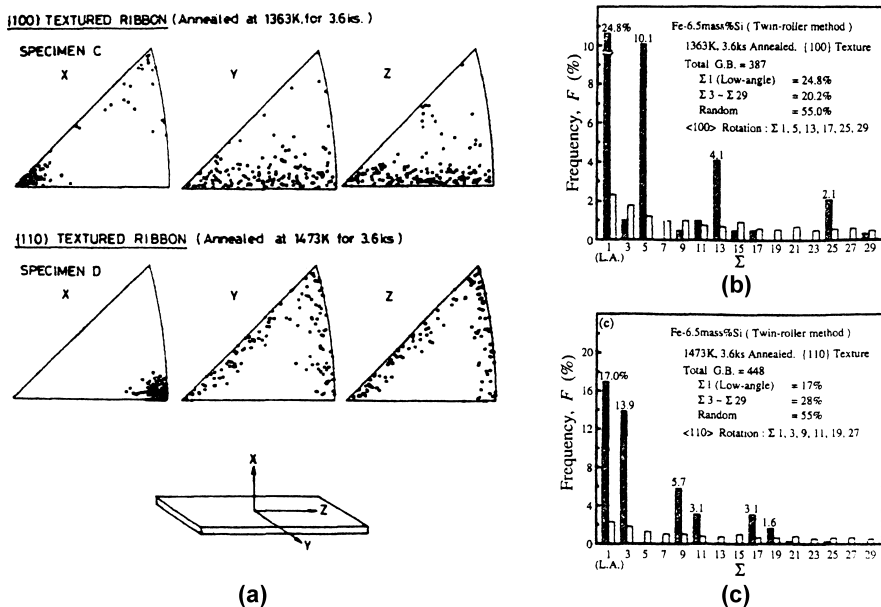 {100} TEXTURED RIBBON (Annealed at 1363K, for 3.6ks.)
SPECIMEN C
X
Y
Z
{110} TEXTURED RIBBON (Annealed at 1473K for 3.6ks)
SPECIMEN D
X
Y
Z
X
Z
Y
(a)
24.8%
10.1
4.1
2.1
Fe-6.5mass%Si (Twin-roller method)
1363K, 3.6ks Annealed. {100} Texture
Total G.B. = 387
Σ1 (Low-angle) = 24.8%
Σ3 ~ Σ29 = 20.2%
Random = 55.0%
<100> Rotation : Σ 1, 5, 13, 17, 25, 29
Frequency, F (%)
10
8
6
4
2
0
1 3 5 7 9 11 13 15 17 19 21 23 25 27 29
(L.A.)
Σ
(b)
(c)
17.0%
13.9
5.7
3.1
3.1
1.6
Fe-6.5mass%Si (Twin-roller method)
1473K, 3.6ks Annealed. {110} Texture
Total G.B. = 448
Σ1 (Low-angle) = 17%
Σ3 ~ Σ29 = 28%
Random = 55%
<110> Rotation : Σ 1, 3, 9, 11, 19, 27
Frequency, F (%)
20
16
12
8
4
0
1 3 5 7 9 11 13 15 17 19 21 23 25 27 29
(L.A.)
Σ
(c)